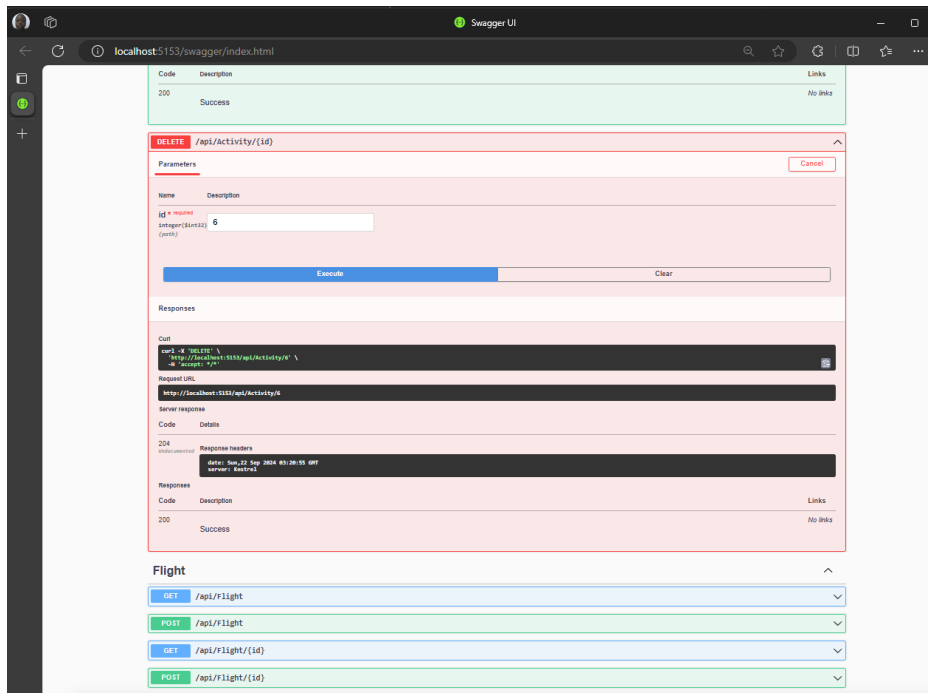 Swagger UI
localhost:5153/swagger/index.html
Code Description Links
200 Success No links
DELETE /api/Activity/{id}
Parameters Cancel
Name Description
id * required
integer($int32) 6
(path)
Execute Clear
Responses
Curl
curl -X 'DELETE' \
'http://localhost:5153/api/Activity/6' \
-H 'accept: */*'
Request URL
http://localhost:5153/api/Activity/6
Server response
Code Details
204 Undocumented Response headers
date: Sun,22 Sep 2024 03:20:55 GMT
server: Kestrel
Responses
Code Description Links
200 Success No links
Flight
GET /api/Flight
POST /api/Flight
GET /api/Flight/{id}
POST /api/Flight/{id}